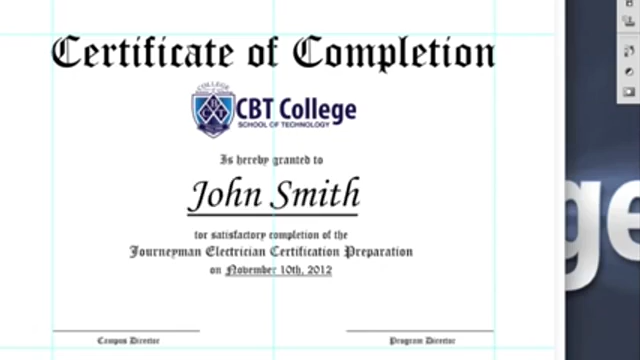 Certificate of Completion
CBT College
SCHOOL OF TECHNOLOGY
Is hereby granted to
John Smith
for satisfactory completion of the
Journeyman Electrician Certification Preparation
on November 10th, 2012
Campus Director
Program Director
ge